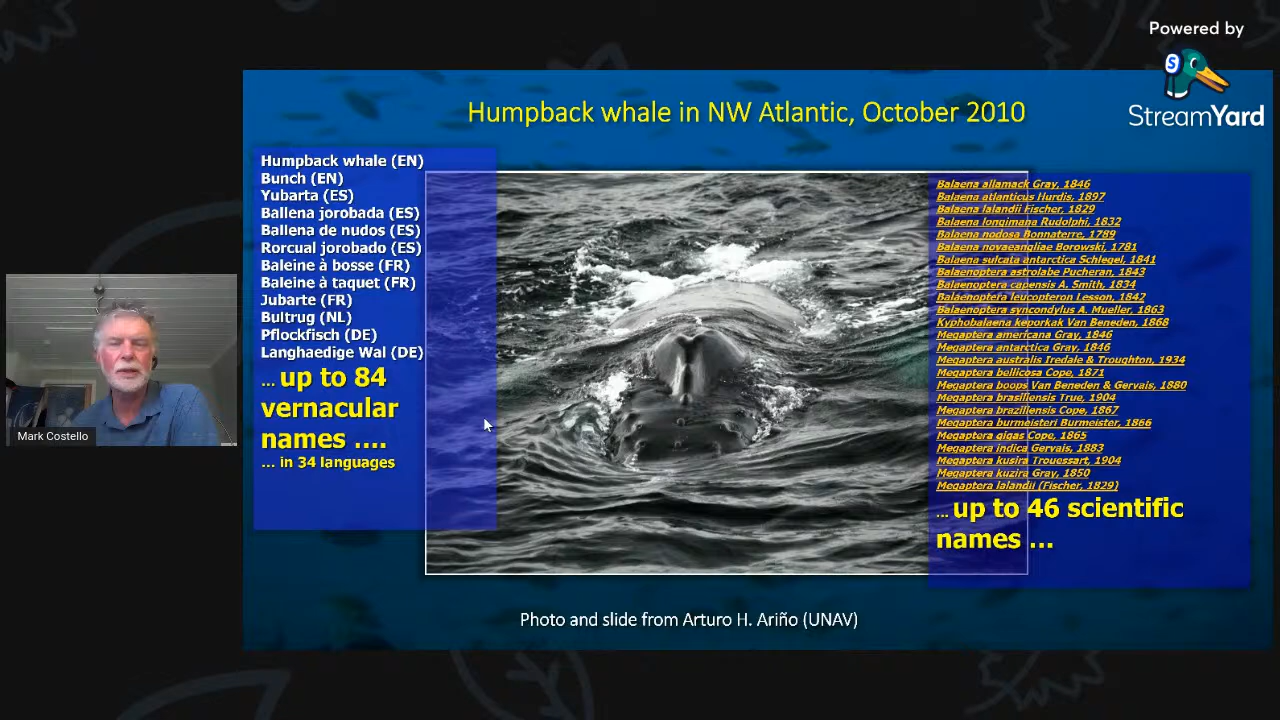 Powered by
StreamYard
Humpback whale in NW Atlantic, October 2010
Humpback whale (EN)
Bunch (EN)
Yubarta (ES)
Ballena jorobada (ES)
Ballena de nudos (ES)
Rorcual jorobado (ES)
Baleine à bosse (FR)
Baleine à taquet (FR)
Jubarte (FR)
Bultrug (NL)
Pflockfisch (DE)
Langhaedige Wal (DE)
... up to 84
vernacular
names ....
... in 34 languages
Balaena allamack Gray, 1846
Balaena atlanticus Hurdis, 1897
Balaena lalandii Fischer, 1829
Balaena longimana Rudolphi, 1832
Balaena nodosa Bonnaterre, 1789
Balaena novaeangliae Borowski, 1781
Balaena sulcata antarctica Schlegel, 1841
Balaenoptera astrolabe Pucheran, 1843
Balaenoptera capensis A. Smith, 1834
Balaenoptera leucopteron Lesson, 1842
Balaenoptera syncondylus A. Mueller, 1863
Kyphobalaena keporkak Van Beneden, 1868
Megaptera americana Gray, 1846
Megaptera antarctica Gray, 1846
Megaptera australis Iredale & Troughton, 1934
Megaptera bellicosa Cope, 1871
Megaptera boops Van Beneden & Gervais, 1880
Megaptera brasiliensis True, 1904
Megaptera braziliensis Cope, 1867
Megaptera burmeisteri Burmeister, 1866
Megaptera gigas Cope, 1865
Megaptera indica Gervais, 1883
Megaptera kusira Trouessart, 1904
Megaptera kuzira Gray, 1850
Megaptera lalandii (Fischer, 1829)
... up to 46 scientific
names ...
Mark Costello
Photo and slide from Arturo H. Ariño (UNAV)